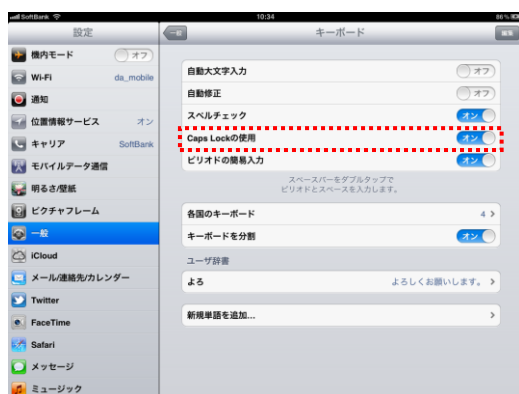 SoftBank
10:34
86%
設定
一般
キーボード
編集
機内モード
オフ
Wi-Fi
da_mobile
通知
位置情報サービス
オン
キャリア
SoftBank
モバイルデータ通信
明るさ/壁紙
ピクチャフレーム
一般
iCloud
メール/連絡先/カレンダー
Twitter
FaceTime
Safari
メッセージ
ミュージック
自動大文字入力
オフ
自動修正
オフ
スペルチェック
オン
Caps Lockの使用
オン
ピリオドの簡易入力
オン
スペースバーをダブルタップで
ピリオドとスペースを入力します。
各国のキーボード
4
キーボードを分割
オン
ユーザ辞書
よろ
よろしくお願いします。
新規単語を追加...